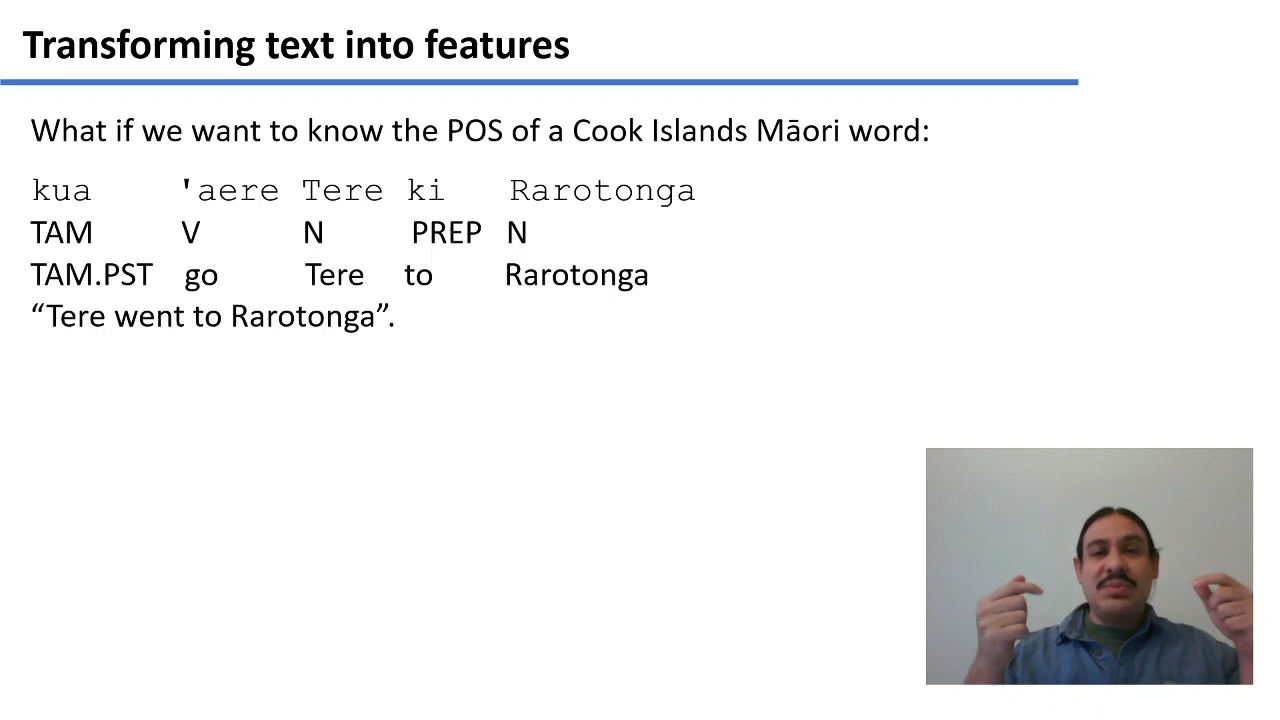 Transforming text into features
What if we want to know the POS of a Cook Islands Māori word:
kua 'aere Tere ki Rarotonga
TAM V N PREP N
TAM.PST go Tere to Rarotonga
“Tere went to Rarotonga”.